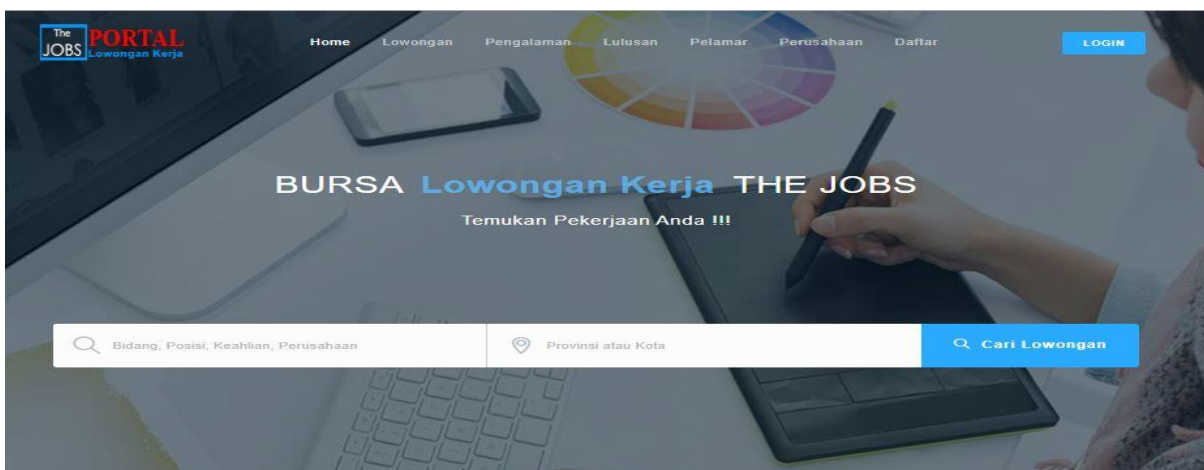 The
JOBS
PORTAL
Lowongan Kerja
Home Lowongan Pengalaman Lulusan Pelamar Perusahaan Daftar
LOGIN
BURSA Lowongan Kerja THE JOBS
Temukan Pekerjaan Anda !!!
Bidang, Posisi, Keahlian, Perusahaan
Provinsi atau Kota
Cari Lowongan